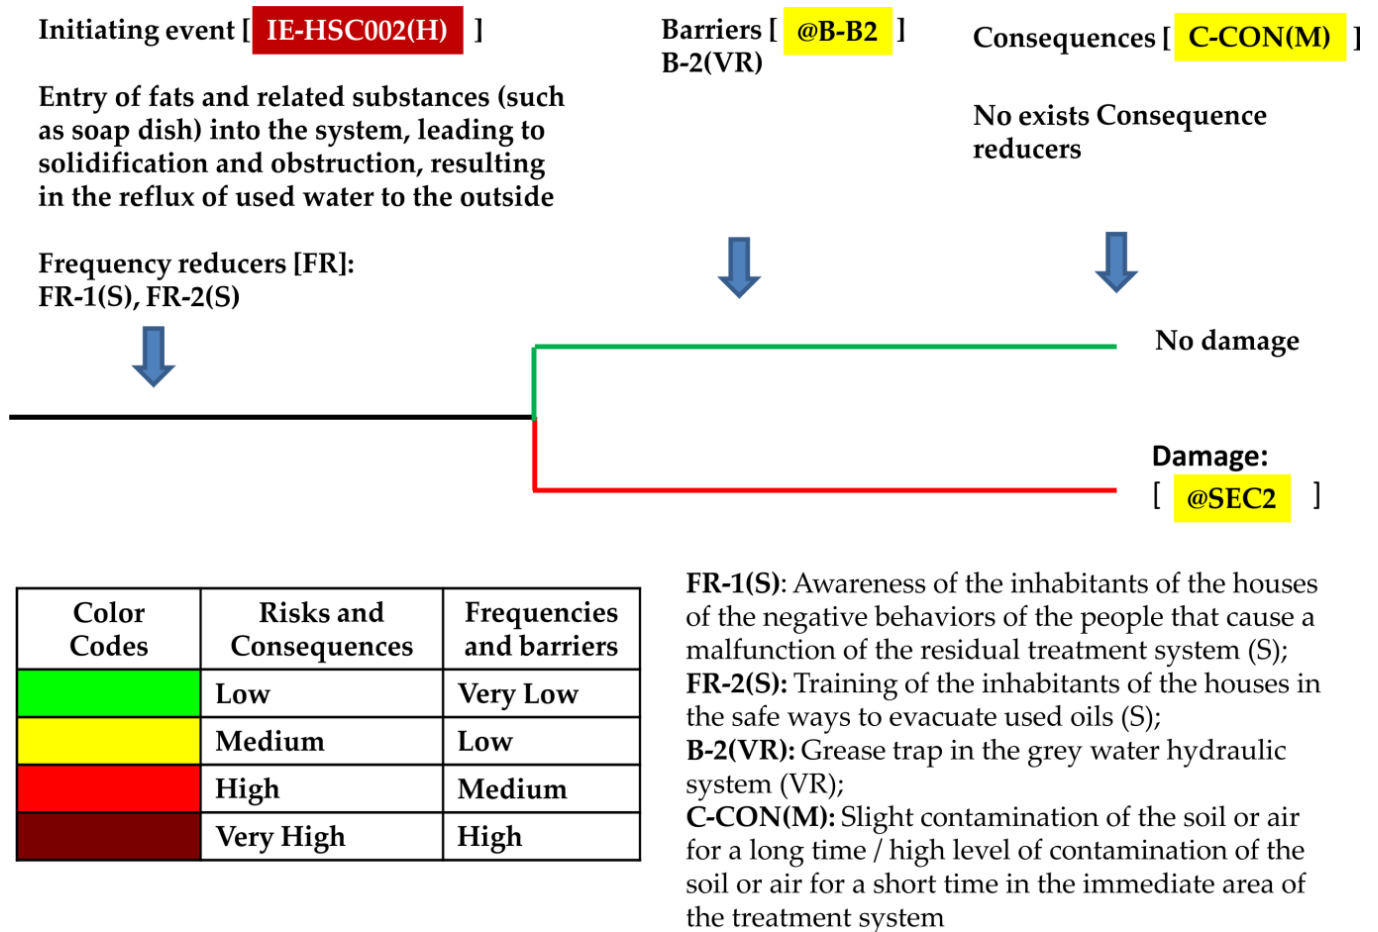 Initiating event [ IE-HSC002(H) ]
Entry of fats and related substances (such
as soap dish) into the system, leading to
solidification and obstruction, resulting
in the reflux of used water to the outside
Frequency reducers [FR]:
FR-1(S), FR-2(S)
Barriers [ @B-B2 ]
B-2(VR)
Consequences [ C-CON(M) ]
No exists Consequence
reducers
No damage
Damage:
[ @SEC2 ]
Color Codes Risks and Consequences Frequencies and barriers
Low Very Low
Medium Low
High Medium
Very High High
FR-1(S): Awareness of the inhabitants of the houses
of the negative behaviors of the people that cause a
malfunction of the residual treatment system (S);
FR-2(S): Training of the inhabitants of the houses in
the safe ways to evacuate used oils (S);
B-2(VR): Grease trap in the grey water hydraulic
system (VR);
C-CON(M): Slight contamination of the soil or air
for a long time / high level of contamination of the
soil or air for a short time in the immediate area of
the treatment system